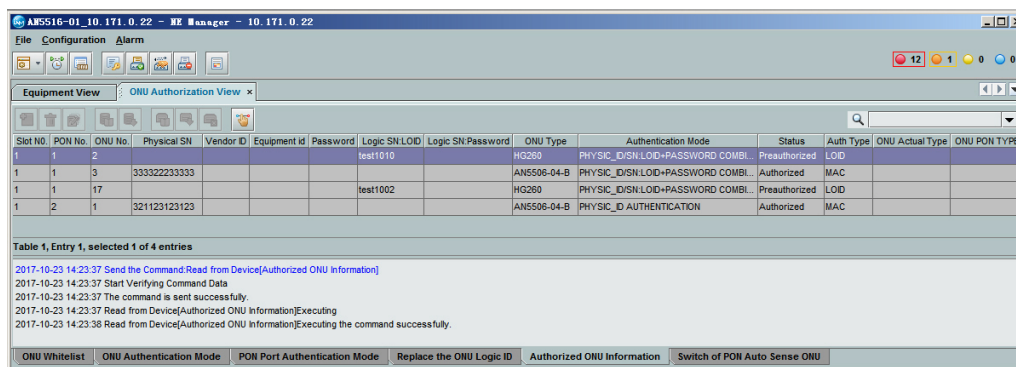 AN5516-01_10.171.0.22 - NE Manager - 10.171.0.22
File Configuration Alarm
12 1 0 0
Equipment View ONU Authorization View ×
Slot NO. PON No. ONU No. Physical SN Vendor ID Equipment id Password Logic SN:LOID Logic SN:Password ONU Type Authentication Mode Status Auth Type ONU Actual Type ONU PON TYPE
1 1 2 test1010 HG260 PHYSIC_ID/SN:LOID+PASSWORD COMBI... Preauthorized LOID
1 1 3 333322233333 AN5506-04-B PHYSIC_ID/SN:LOID+PASSWORD COMBI... Authorized MAC
1 1 17 test1002 HG260 PHYSIC_ID/SN:LOID+PASSWORD COMBI... Preauthorized LOID
1 2 1 321123123123 AN5506-04-B PHYSIC_ID AUTHENTICATION Authorized MAC
Table 1, Entry 1, selected 1 of 4 entries
2017-10-23 14:23:37 Send the Command:Read from Device[Authorized ONU Information]
2017-10-23 14:23:37 Start Verifying Command Data
2017-10-23 14:23:37 The command is sent successfully.
2017-10-23 14:23:37 Read from Device[Authorized ONU Information]Executing
2017-10-23 14:23:38 Read from Device[Authorized ONU Information]Executing the command successfully.
ONU Whitelist ONU Authentication Mode PON Port Authentication Mode Replace the ONU Logic ID Authorized ONU Information Switch of PON Auto Sense ONU